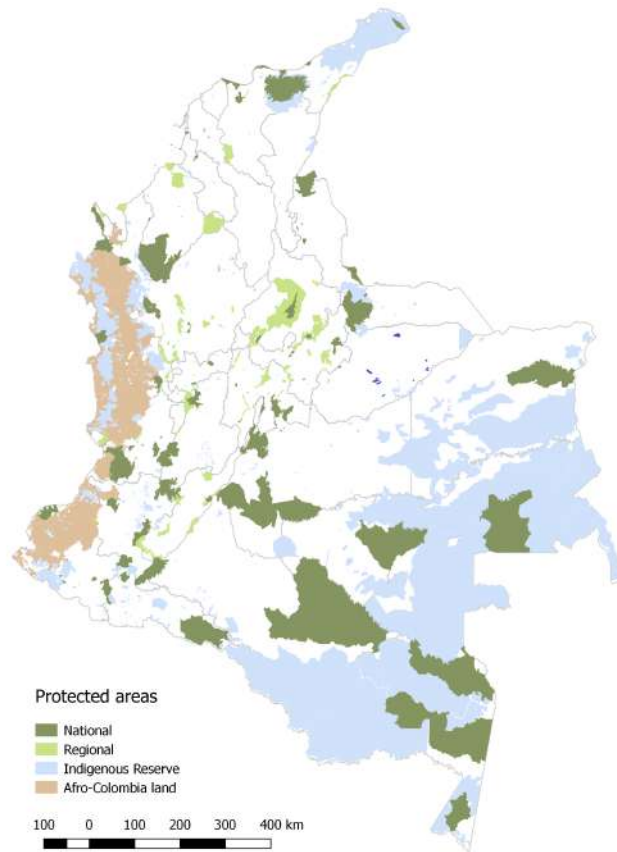 Protected areas
National
Regional
Indigenous Reserve
Afro-Colombia land
100 0 100 200 300 400 km